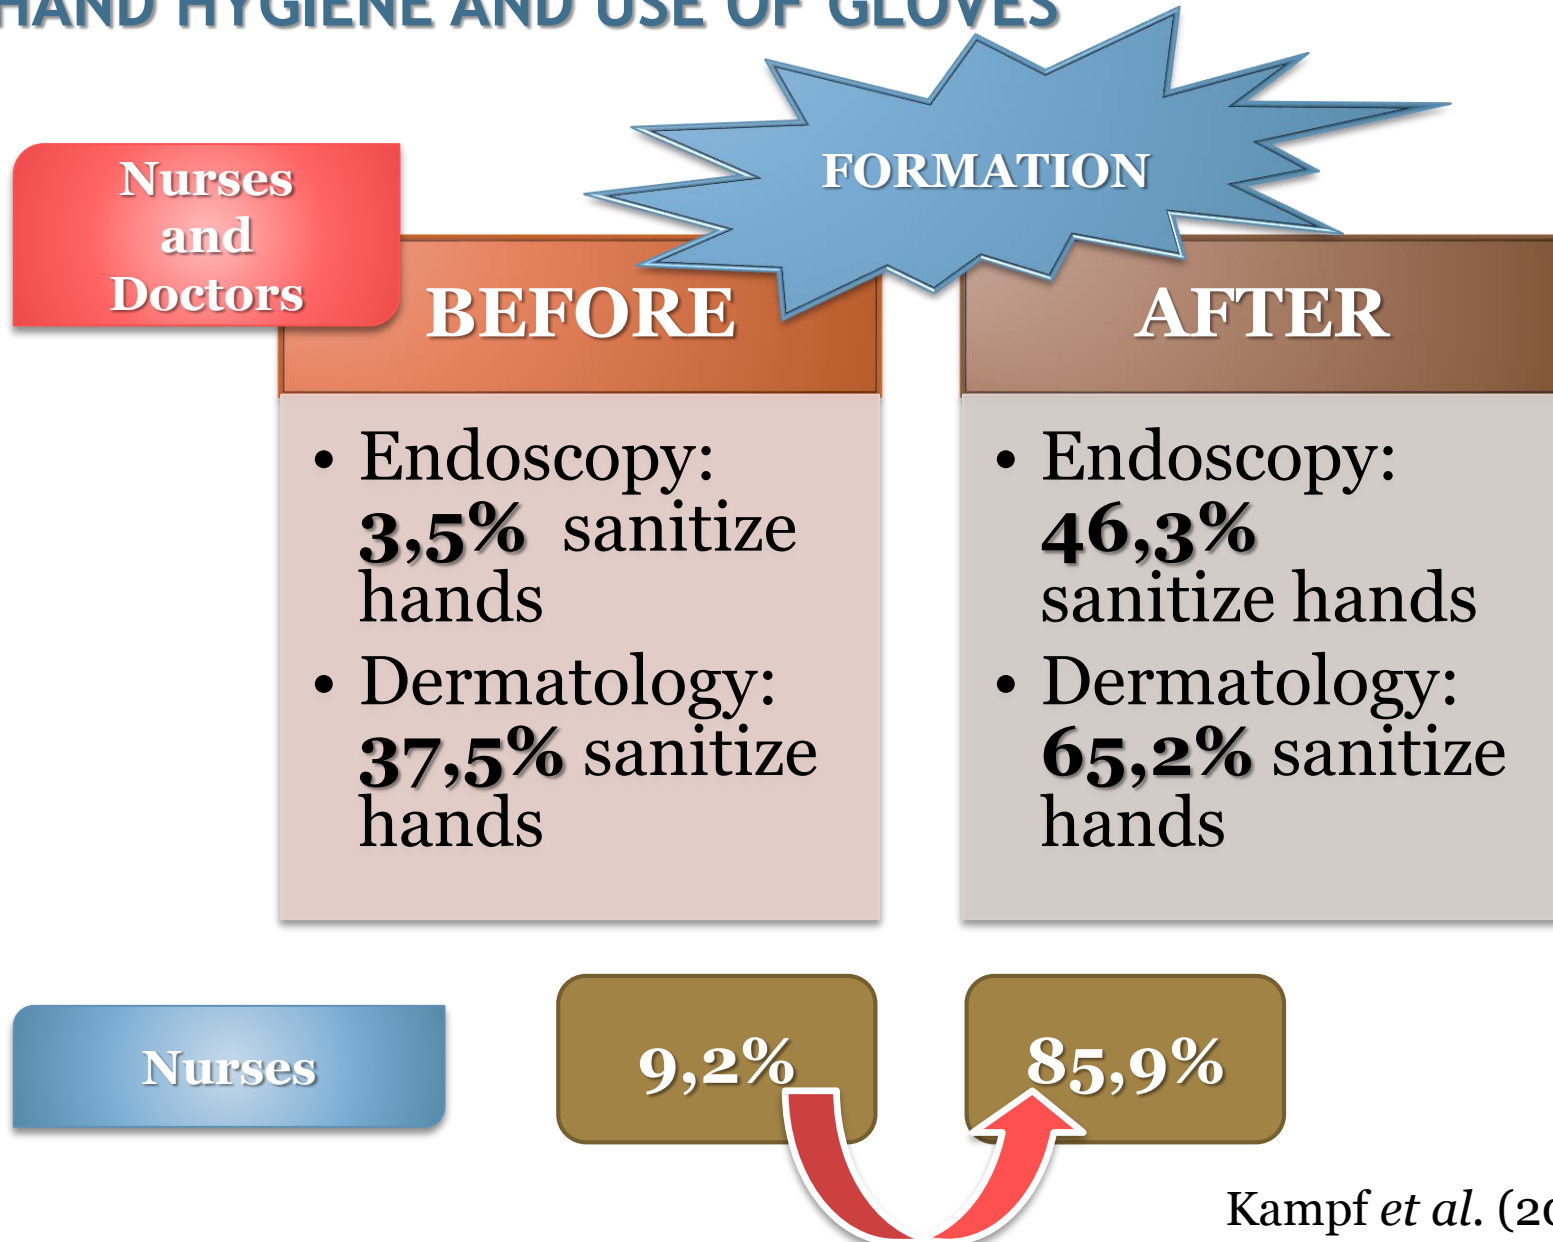 HAND HYGIENE AND USE OF GLOVES
FORMATION
Nurses
and
Doctors
BEFORE
• Endoscopy:
3,5% sanitize
hands
• Dermatology:
37,5% sanitize
hands
AFTER
• Endoscopy:
46,3%
sanitize hands
• Dermatology:
65,2% sanitize
hands
Nurses
9,2%
85,9%
Kampf et al. (20